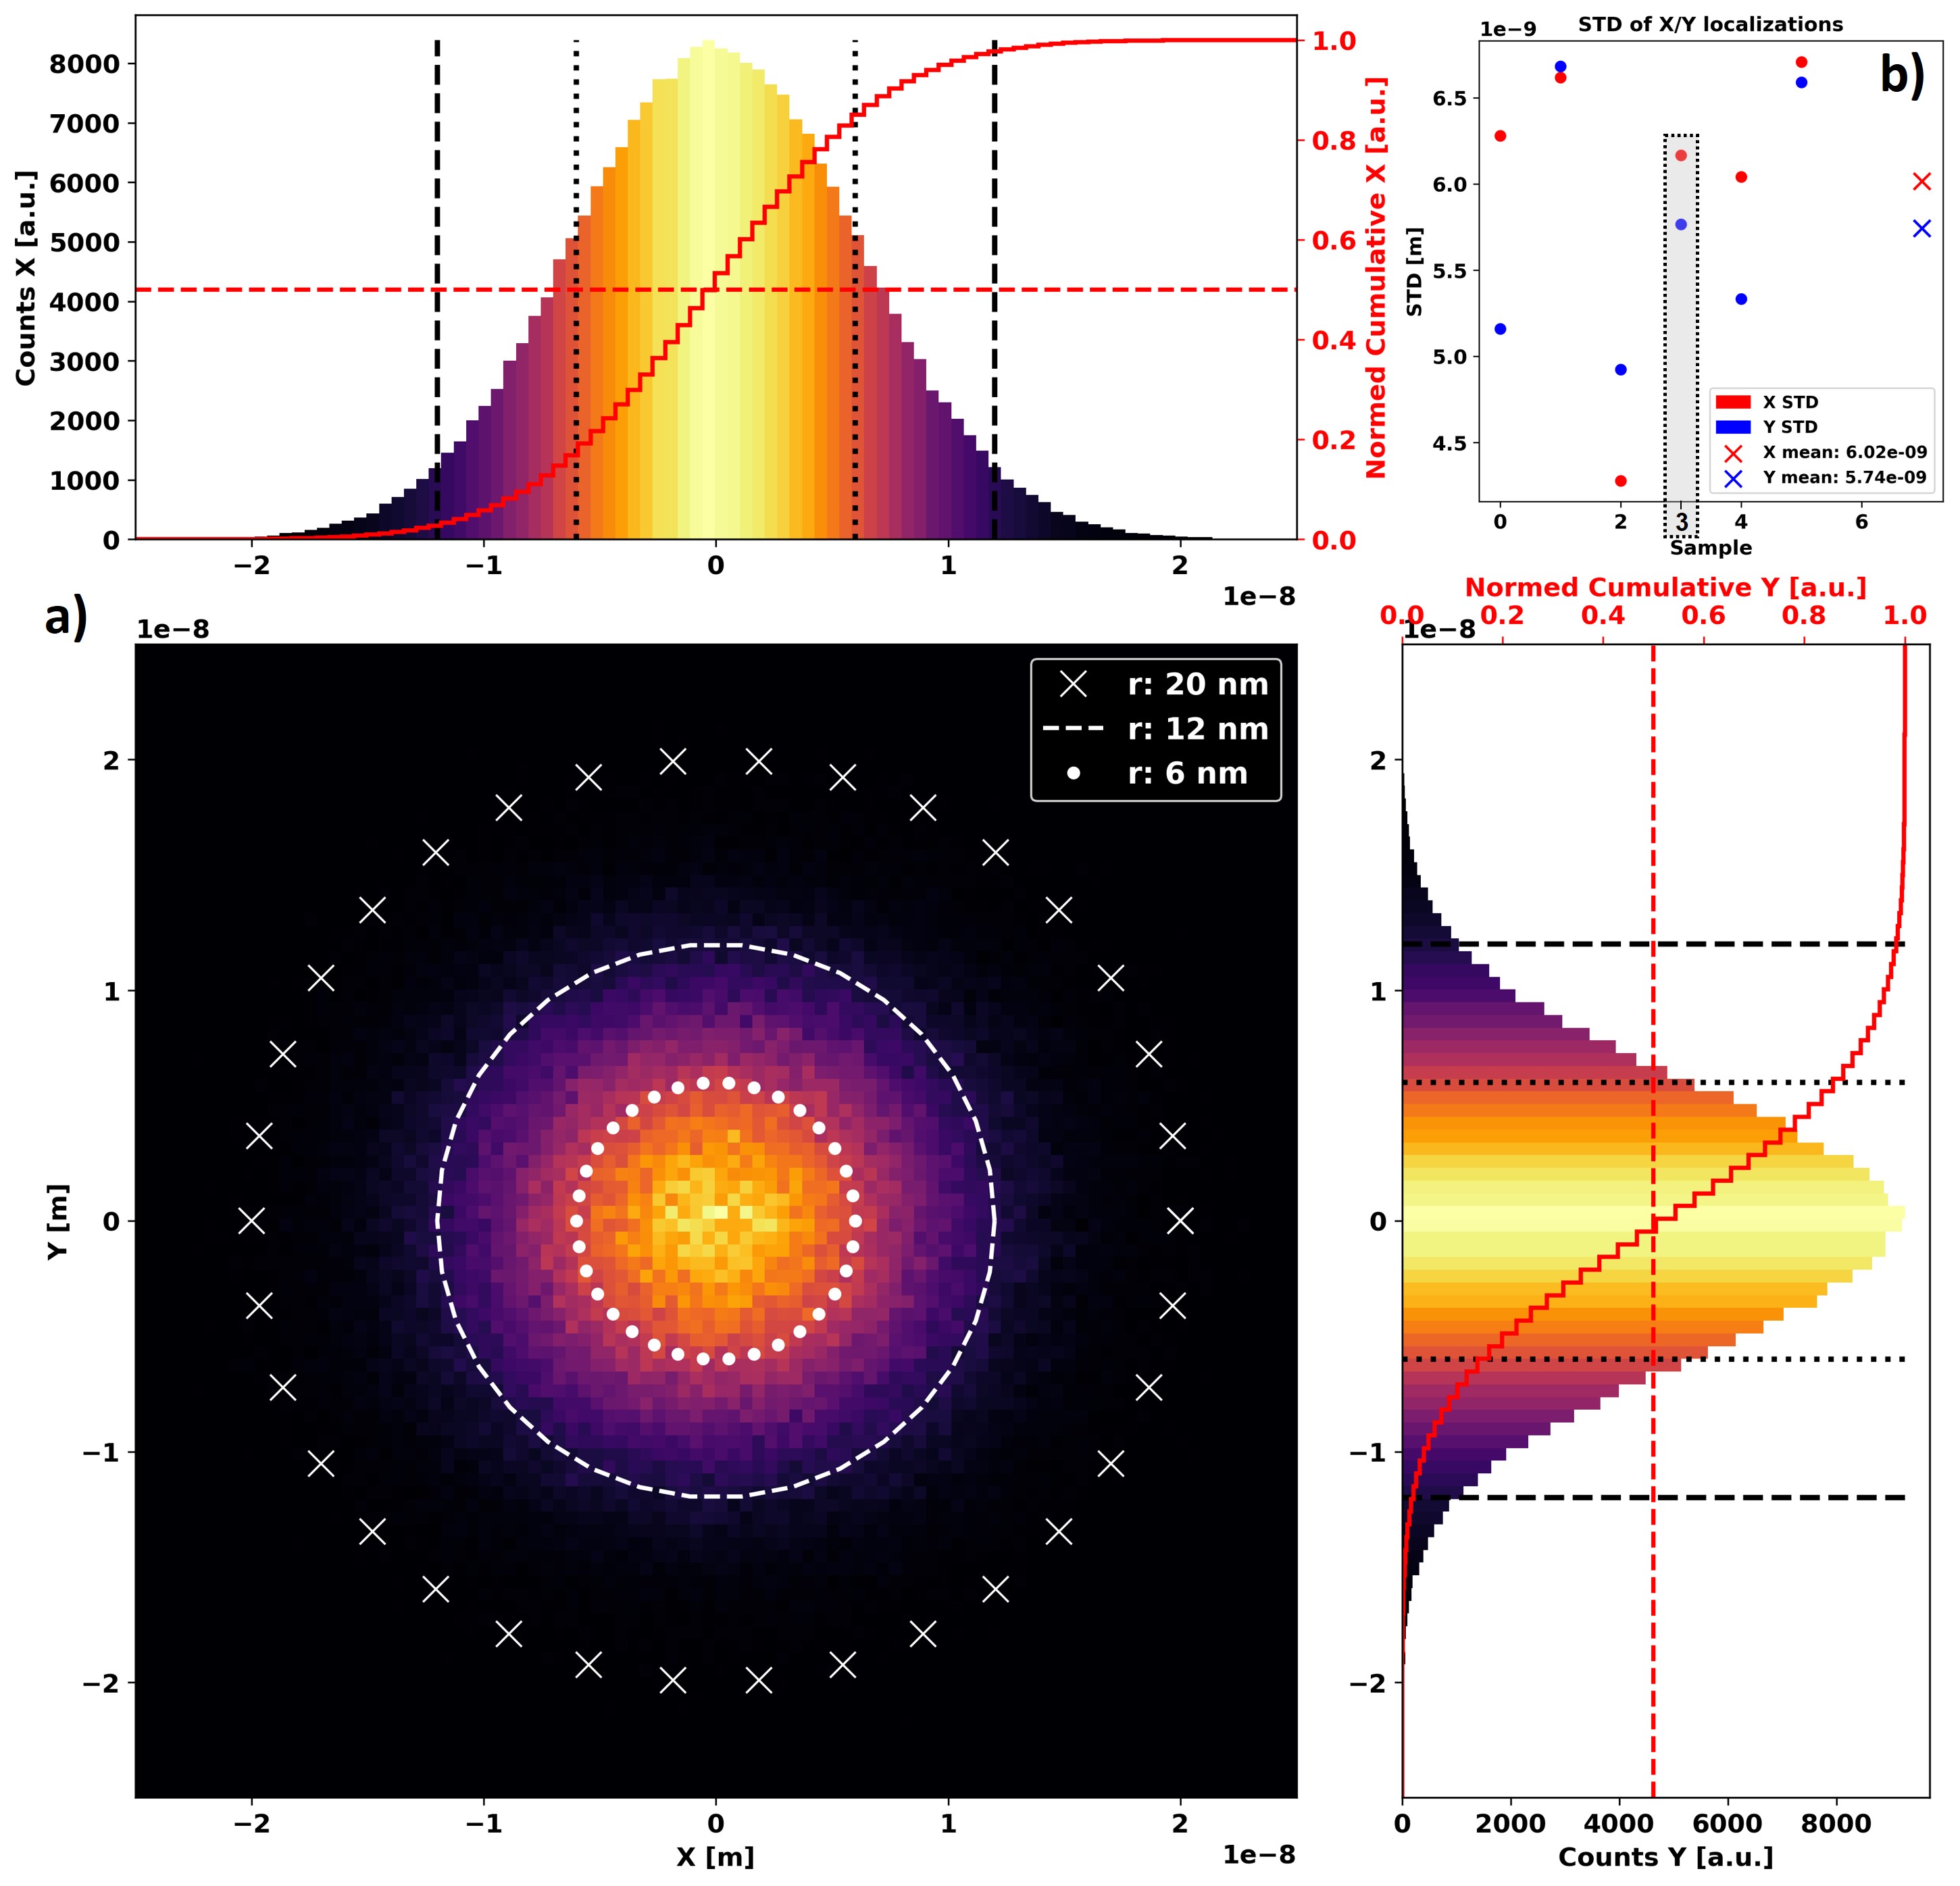 8000
7000
6000
5000
4000
3000
2000
1000
0
Counts X [a.u.]
−2 −1 0 1 2
1e−8
1.0
0.8
0.6
0.4
0.2
0.0
Normed Cumulative X [a.u.]
1e−9 STD of X/Y localizations
b)
6.5
6.0
5.5
5.0
4.5
STD [m]
X STD
Y STD
X mean: 6.02e-09
Y mean: 5.74e-09
0 2 3 4 6
Sample
a)
1e−8
r: 20 nm
r: 12 nm
r: 6 nm
2
1
0
−1
−2
Y [m]
−2 −1 0 1 2
X [m]
1e−8
Normed Cumulative Y [a.u.]
0.0 0.2 0.4 0.6 0.8 1.0
1e−8
2
1
0
−1
−2
0 2000 4000 6000 8000
Counts Y [a.u.]